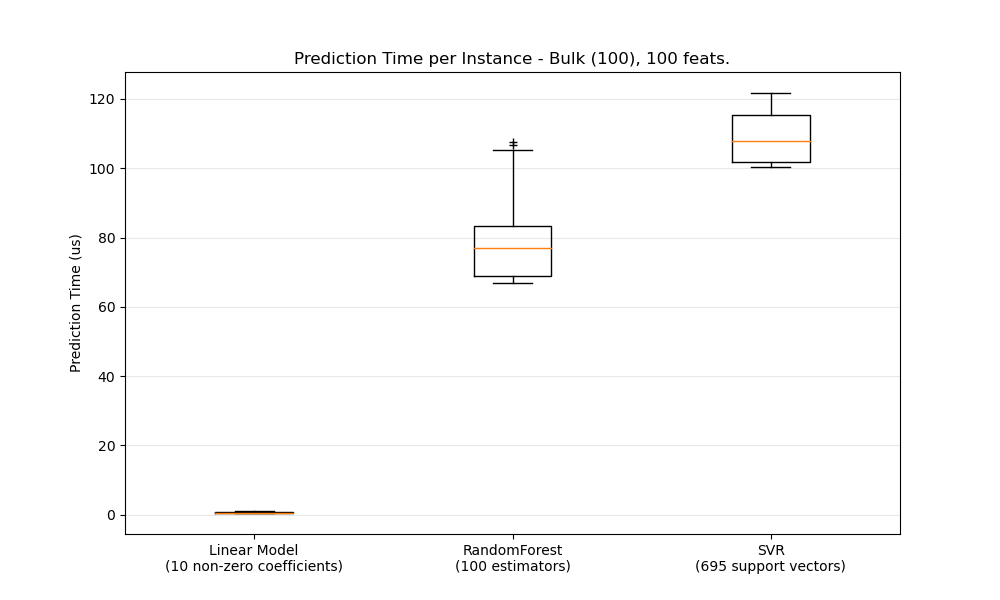 Prediction Time per Instance - Bulk (100), 100 feats.
Prediction Time (us)
120
100
80
60
40
20
0
Linear Model
(10 non-zero coefficients)
RandomForest
(100 estimators)
SVR
(695 support vectors)